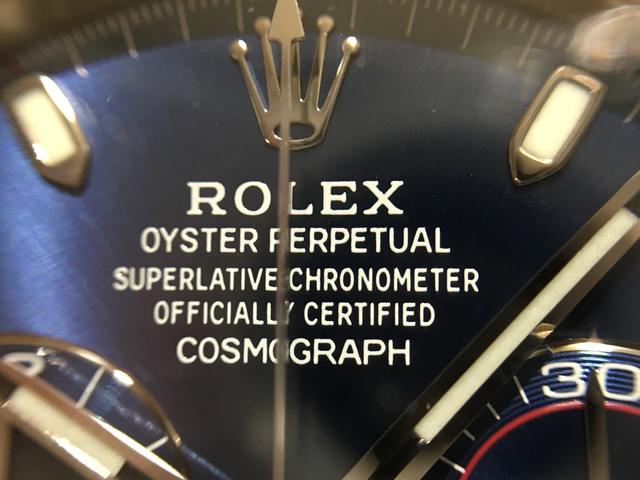 ROLEX
OYSTER PERPETUAL
SUPERLATIVE CHRONOMETER
OFFICIALLY CERTIFIED
COSMOGRAPH
30